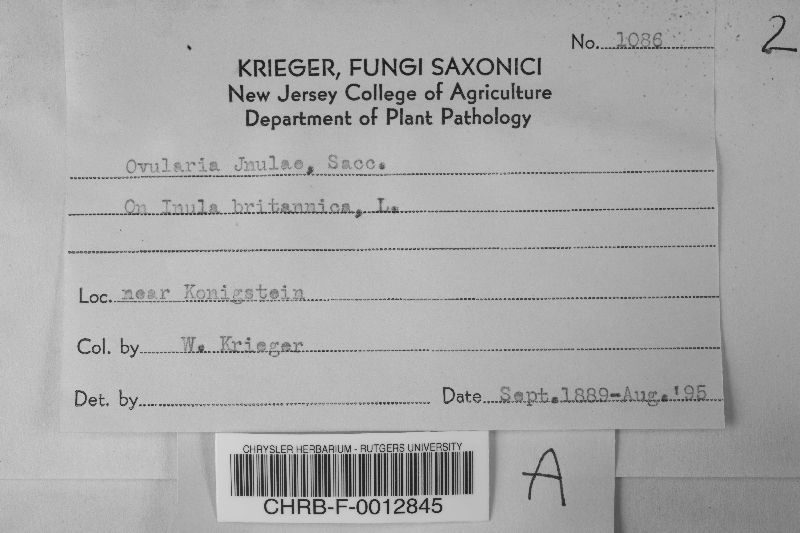 No. 1086
2
KRIEGER, FUNGI SAXONICI
New Jersey College of Agriculture
Department of Plant Pathology
Ovularia Jnulae, Sacc.
On Inula britannica, L.
Loc. near Konigstein
Col. by W. Krieger
Det. by
Date Sept.1889-Aug.'95
CHRYSLER HERBARIUM - RUTGERS UNIVERSITY
CHRB-F-0012845
A